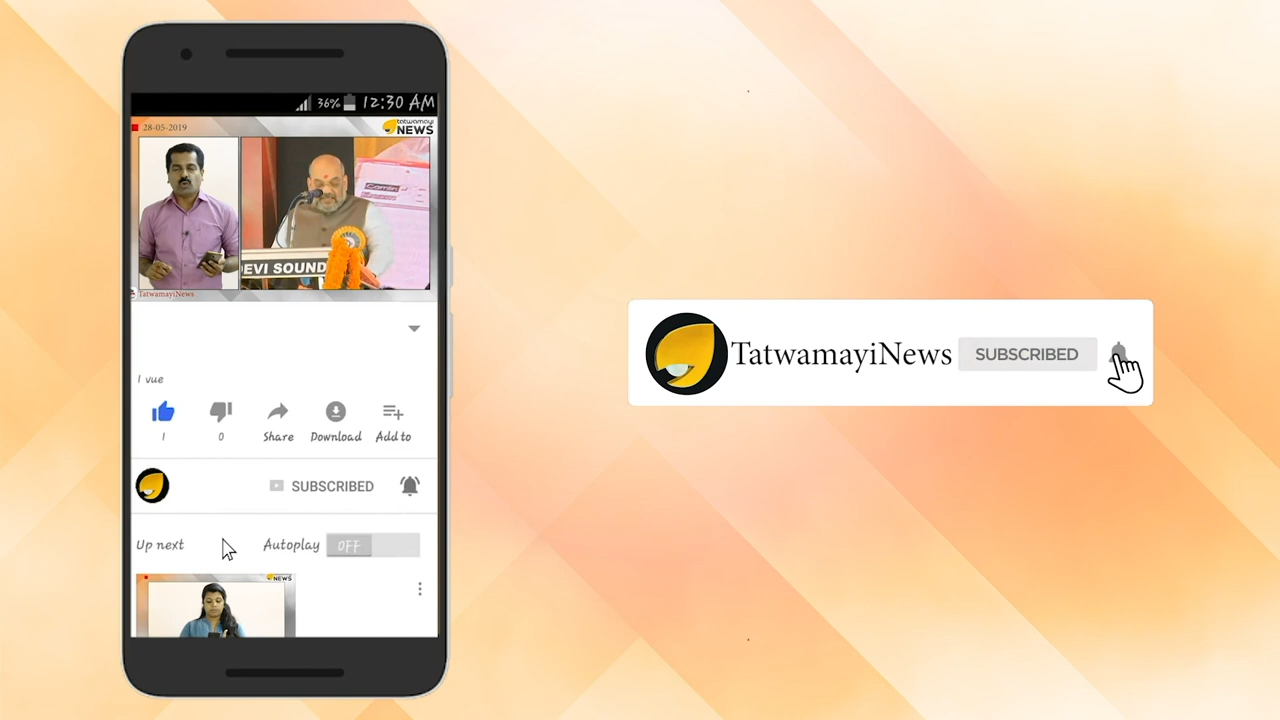 36% 12:30 AM
28-05-2019
tatwamayi
NEWS
DEVI SOUND
TatwamayiNews
1 vue
1 0 Share Download Add to
SUBSCRIBED
Up next Autoplay OFF
NEWS
TatwamayiNews SUBSCRIBED